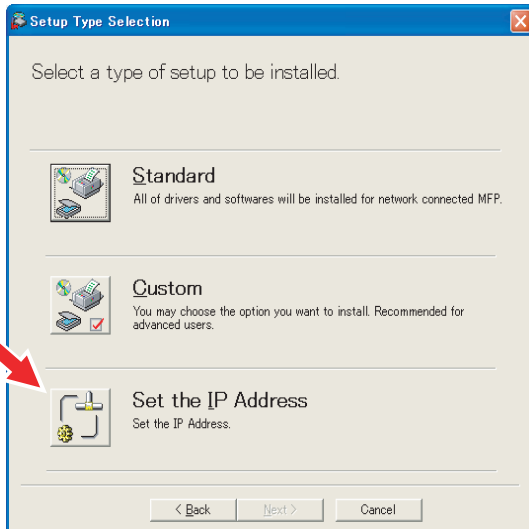 Setup Type Selection
Select a type of setup to be installed.
Standard
All of drivers and softwares will be installed for network connected MFP.
Custom
You may choose the option you want to install. Recommended for
advanced users.
Set the IP Address
Set the IP Address.
< Back Next > Cancel